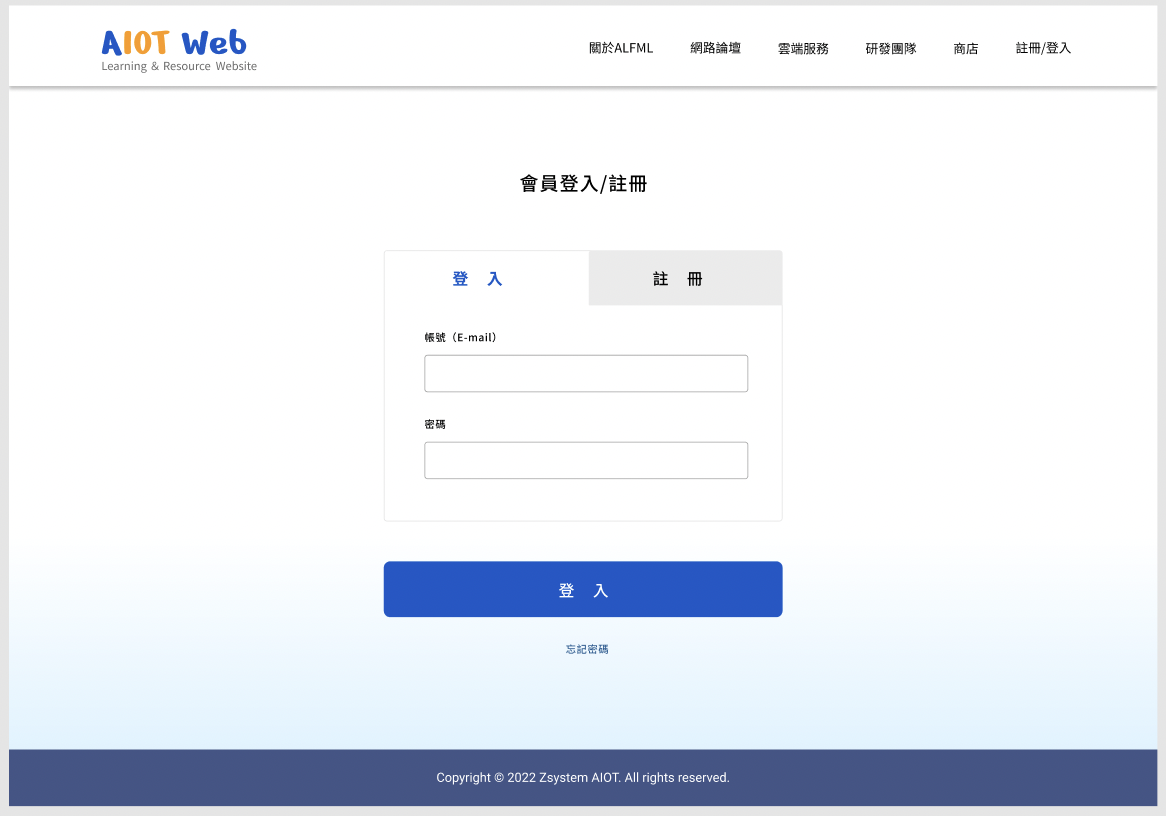 AIOT Web
Learning & Resource Website
關於ALFML 網路論壇 雲端服務 研發團隊 商店 註冊/登入
會員登入/註冊
登 入 註 冊
帳號（E-mail）
密碼
登 入
忘記密碼
Copyright © 2022 Zsystem AIOT. All rights reserved.